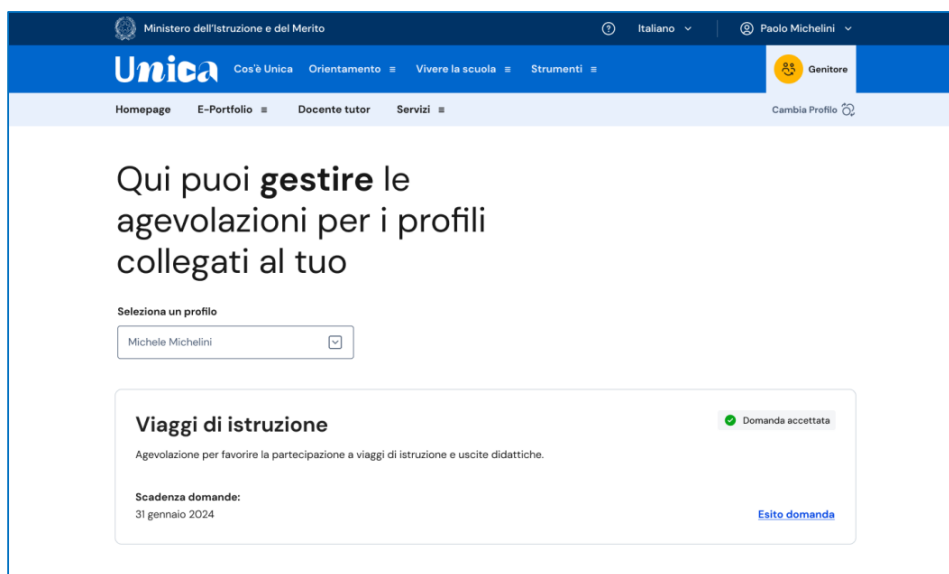 Ministero dell'Istruzione e del Merito
Italiano
Paolo Michelini
Unica
Cos'è Unica Orientamento Vivere la scuola Strumenti
Genitore
Homepage E-Portfolio Docente tutor Servizi
Cambia Profilo
Qui puoi gestire le
agevolazioni per i profili
collegati al tuo
Seleziona un profilo
Michele Michelini
Viaggi di istruzione
Domanda accettata
Agevolazione per favorire la partecipazione a viaggi di istruzione e uscite didattiche.
Scadenza domande:
31 gennaio 2024
Esito domanda